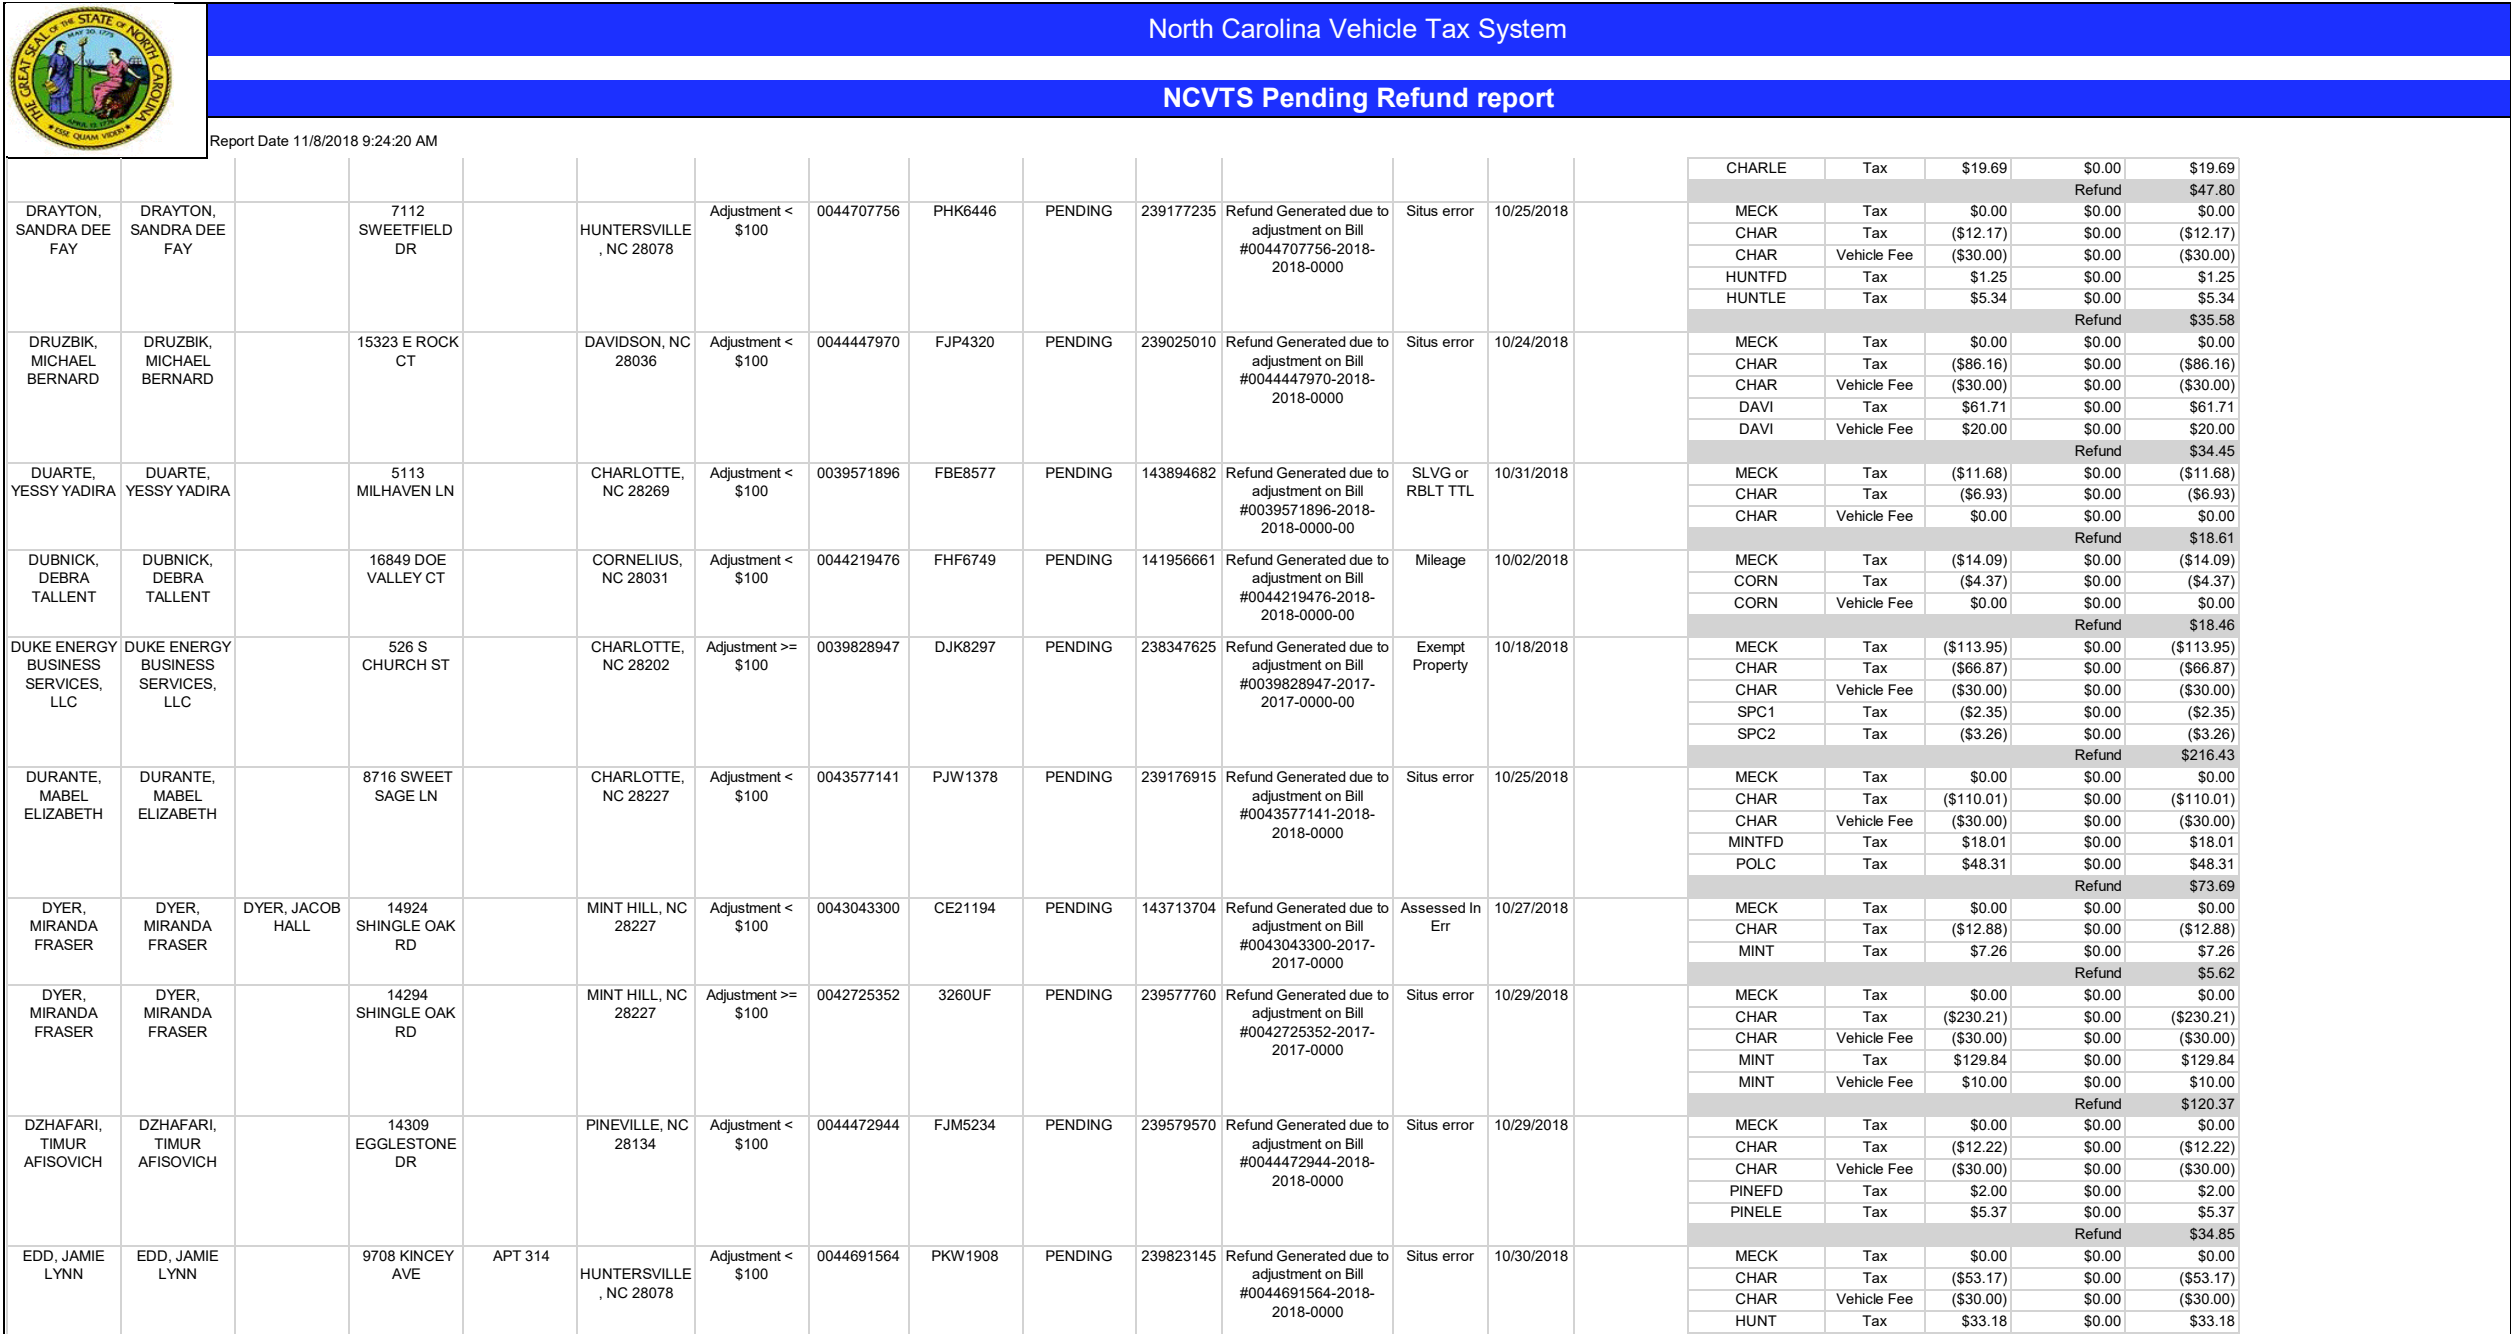 THE GREAT SEAL OF THE STATE OF NORTH CAROLINA
MAY 20, 1775
APRIL 12, 1776
ESSE QUAM VIDERI
North Carolina Vehicle Tax System
NCVTS Pending Refund report
Report Date 11/8/2018 9:24:20 AM
CHARLE Tax $19.69 $0.00 $19.69
Refund $47.80
DRAYTON, DRAYTON, 7112 Adjustment < 0044707756 PHK6446 PENDING 239177235 Refund Generated due to Situs error 10/25/2018 MECK Tax $0.00 $0.00 $0.00
SANDRA DEE SANDRA DEE SWEETFIELD HUNTERSVILLE $100 adjustment on Bill CHAR Tax ($12.17) $0.00 ($12.17)
FAY FAY DR , NC 28078 #0044707756-2018- CHAR Vehicle Fee ($30.00) $0.00 ($30.00)
2018-0000 HUNTFD Tax $1.25 $0.00 $1.25
HUNTLE Tax $5.34 $0.00 $5.34
Refund $35.58
DRUZBIK, DRUZBIK, 15323 E ROCK DAVIDSON, NC Adjustment < 0044447970 FJP4320 PENDING 239025010 Refund Generated due to Situs error 10/24/2018 MECK Tax $0.00 $0.00 $0.00
MICHAEL MICHAEL CT 28036 $100 adjustment on Bill CHAR Tax ($86.16) $0.00 ($86.16)
BERNARD BERNARD #0044447970-2018- CHAR Vehicle Fee ($30.00) $0.00 ($30.00)
2018-0000 DAVI Tax $61.71 $0.00 $61.71
DAVI Vehicle Fee $20.00 $0.00 $20.00
Refund $34.45
DUARTE, DUARTE, 5113 CHARLOTTE, Adjustment < 0039571896 FBE8577 PENDING 143894682 Refund Generated due to SLVG or 10/31/2018 MECK Tax ($11.68) $0.00 ($11.68)
YESSY YADIRA YESSY YADIRA MILHAVEN LN NC 28269 $100 adjustment on Bill RBLT TTL CHAR Tax ($6.93) $0.00 ($6.93)
#0039571896-2018- CHAR Vehicle Fee $0.00 $0.00 $0.00
2018-0000-00 Refund $18.61
DUBNICK, DUBNICK, 16849 DOE CORNELIUS, Adjustment < 0044219476 FHF6749 PENDING 141956661 Refund Generated due to Mileage 10/02/2018 MECK Tax ($14.09) $0.00 ($14.09)
DEBRA DEBRA VALLEY CT NC 28031 $100 adjustment on Bill CORN Tax ($4.37) $0.00 ($4.37)
TALLENT TALLENT #0044219476-2018- CORN Vehicle Fee $0.00 $0.00 $0.00
2018-0000-00 Refund $18.46
DUKE ENERGY DUKE ENERGY 526 S CHARLOTTE, Adjustment >= 0039828947 DJK8297 PENDING 238347625 Refund Generated due to Exempt 10/18/2018 MECK Tax ($113.95) $0.00 ($113.95)
BUSINESS BUSINESS CHURCH ST NC 28202 $100 adjustment on Bill Property CHAR Tax ($66.87) $0.00 ($66.87)
SERVICES, SERVICES, #0039828947-2017- CHAR Vehicle Fee ($30.00) $0.00 ($30.00)
LLC LLC 2017-0000-00 SPC1 Tax ($2.35) $0.00 ($2.35)
SPC2 Tax ($3.26) $0.00 ($3.26)
Refund $216.43
DURANTE, DURANTE, 8716 SWEET CHARLOTTE, Adjustment < 0043577141 PJW1378 PENDING 239176915 Refund Generated due to Situs error 10/25/2018 MECK Tax $0.00 $0.00 $0.00
MABEL MABEL SAGE LN NC 28227 $100 adjustment on Bill CHAR Tax ($110.01) $0.00 ($110.01)
ELIZABETH ELIZABETH #0043577141-2018- CHAR Vehicle Fee ($30.00) $0.00 ($30.00)
2018-0000 MINTFD Tax $18.01 $0.00 $18.01
POLC Tax $48.31 $0.00 $48.31
Refund $73.69
DYER, DYER, DYER, JACOB 14924 MINT HILL, NC Adjustment < 0043043300 CE21194 PENDING 143713704 Refund Generated due to Assessed In 10/27/2018 MECK Tax $0.00 $0.00 $0.00
MIRANDA MIRANDA HALL SHINGLE OAK 28227 $100 adjustment on Bill Err CHAR Tax ($12.88) $0.00 ($12.88)
FRASER FRASER RD #0043043300-2017- MINT Tax $7.26 $0.00 $7.26
2017-0000 Refund $5.62
DYER, DYER, 14294 MINT HILL, NC Adjustment >= 0042725352 3260UF PENDING 239577760 Refund Generated due to Situs error 10/29/2018 MECK Tax $0.00 $0.00 $0.00
MIRANDA MIRANDA SHINGLE OAK 28227 $100 adjustment on Bill CHAR Tax ($230.21) $0.00 ($230.21)
FRASER FRASER RD #0042725352-2017- CHAR Vehicle Fee ($30.00) $0.00 ($30.00)
2017-0000 MINT Tax $129.84 $0.00 $129.84
MINT Vehicle Fee $10.00 $0.00 $10.00
Refund $120.37
DZHAFARI, DZHAFARI, 14309 PINEVILLE, NC Adjustment < 0044472944 FJM5234 PENDING 239579570 Refund Generated due to Situs error 10/29/2018 MECK Tax $0.00 $0.00 $0.00
TIMUR TIMUR EGGLESTONE 28134 $100 adjustment on Bill CHAR Tax ($12.22) $0.00 ($12.22)
AFISOVICH AFISOVICH DR #0044472944-2018- CHAR Vehicle Fee ($30.00) $0.00 ($30.00)
2018-0000 PINEFD Tax $2.00 $0.00 $2.00
PINELE Tax $5.37 $0.00 $5.37
Refund $34.85
EDD, JAMIE EDD, JAMIE 9708 KINCEY APT 314 Adjustment < 0044691564 PKW1908 PENDING 239823145 Refund Generated due to Situs error 10/30/2018 MECK Tax $0.00 $0.00 $0.00
LYNN LYNN AVE HUNTERSVILLE $100 adjustment on Bill CHAR Tax ($53.17) $0.00 ($53.17)
, NC 28078 #0044691564-2018- CHAR Vehicle Fee ($30.00) $0.00 ($30.00)
2018-0000 HUNT Tax $33.18 $0.00 $33.18